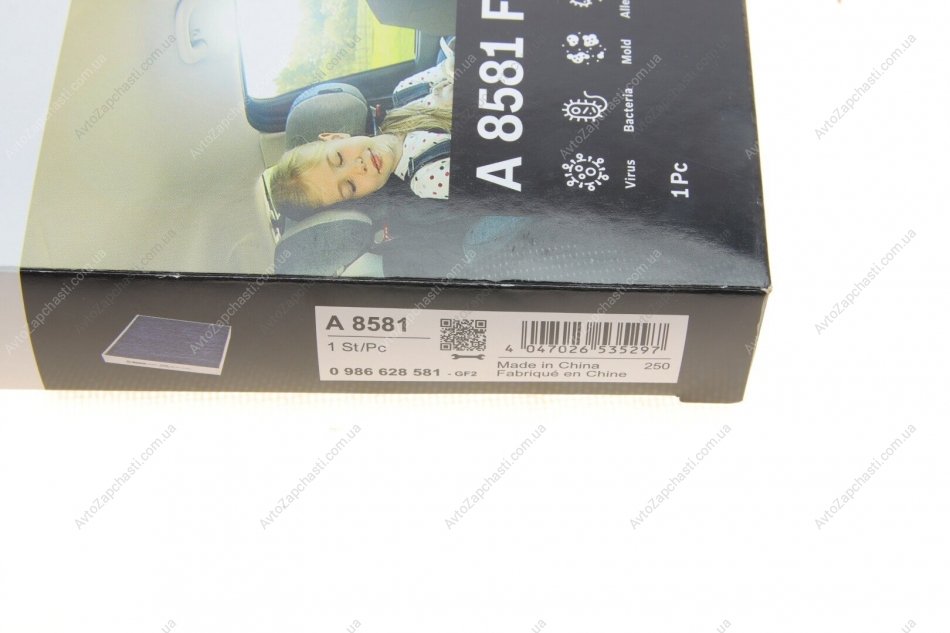 A 8581 F
Virus
Bacteria
Mold
Alle
1 Pc
A 8581
1 St/Pc
0 986 628 581 - GF2
4 047026 535297
Made in China 250
Fabriqué en Chine
AvtoZapchasti.com.ua